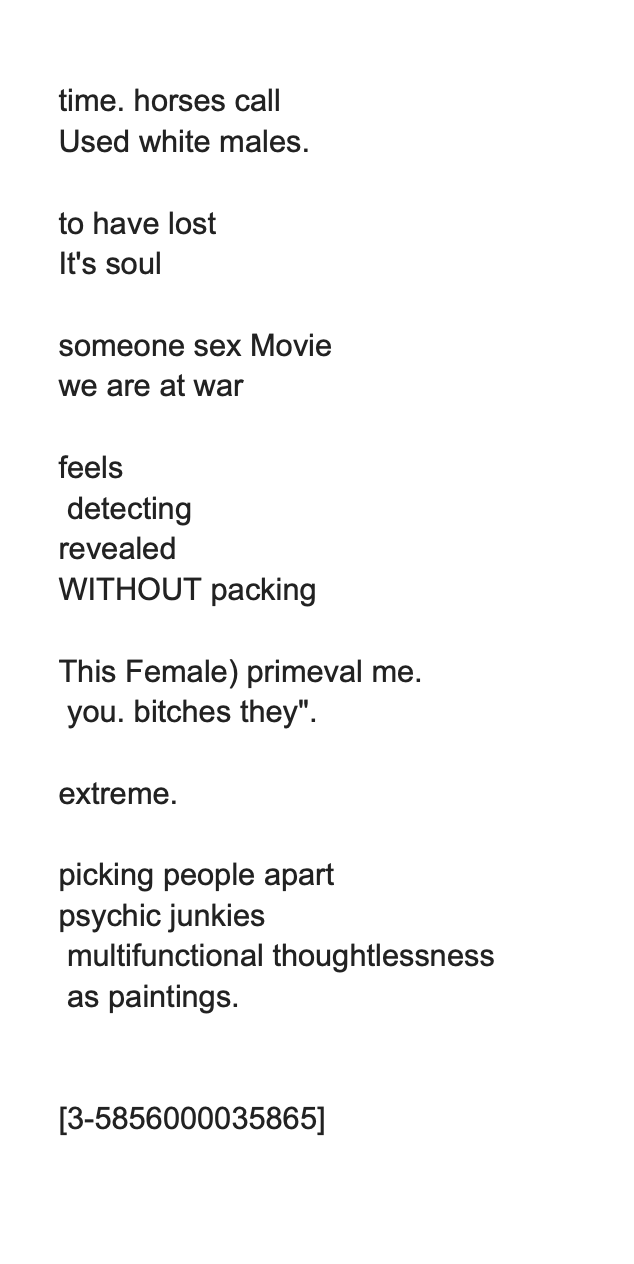 time. horses call
Used white males.

to have lost
It's soul

someone sex Movie
we are at war

feels
 detecting
revealed
WITHOUT packing

This Female) primeval me.
 you. bitches they".

extreme.

picking people apart
psychic junkies
 multifunctional thoughtlessness
 as paintings.

[3-5856000035865]